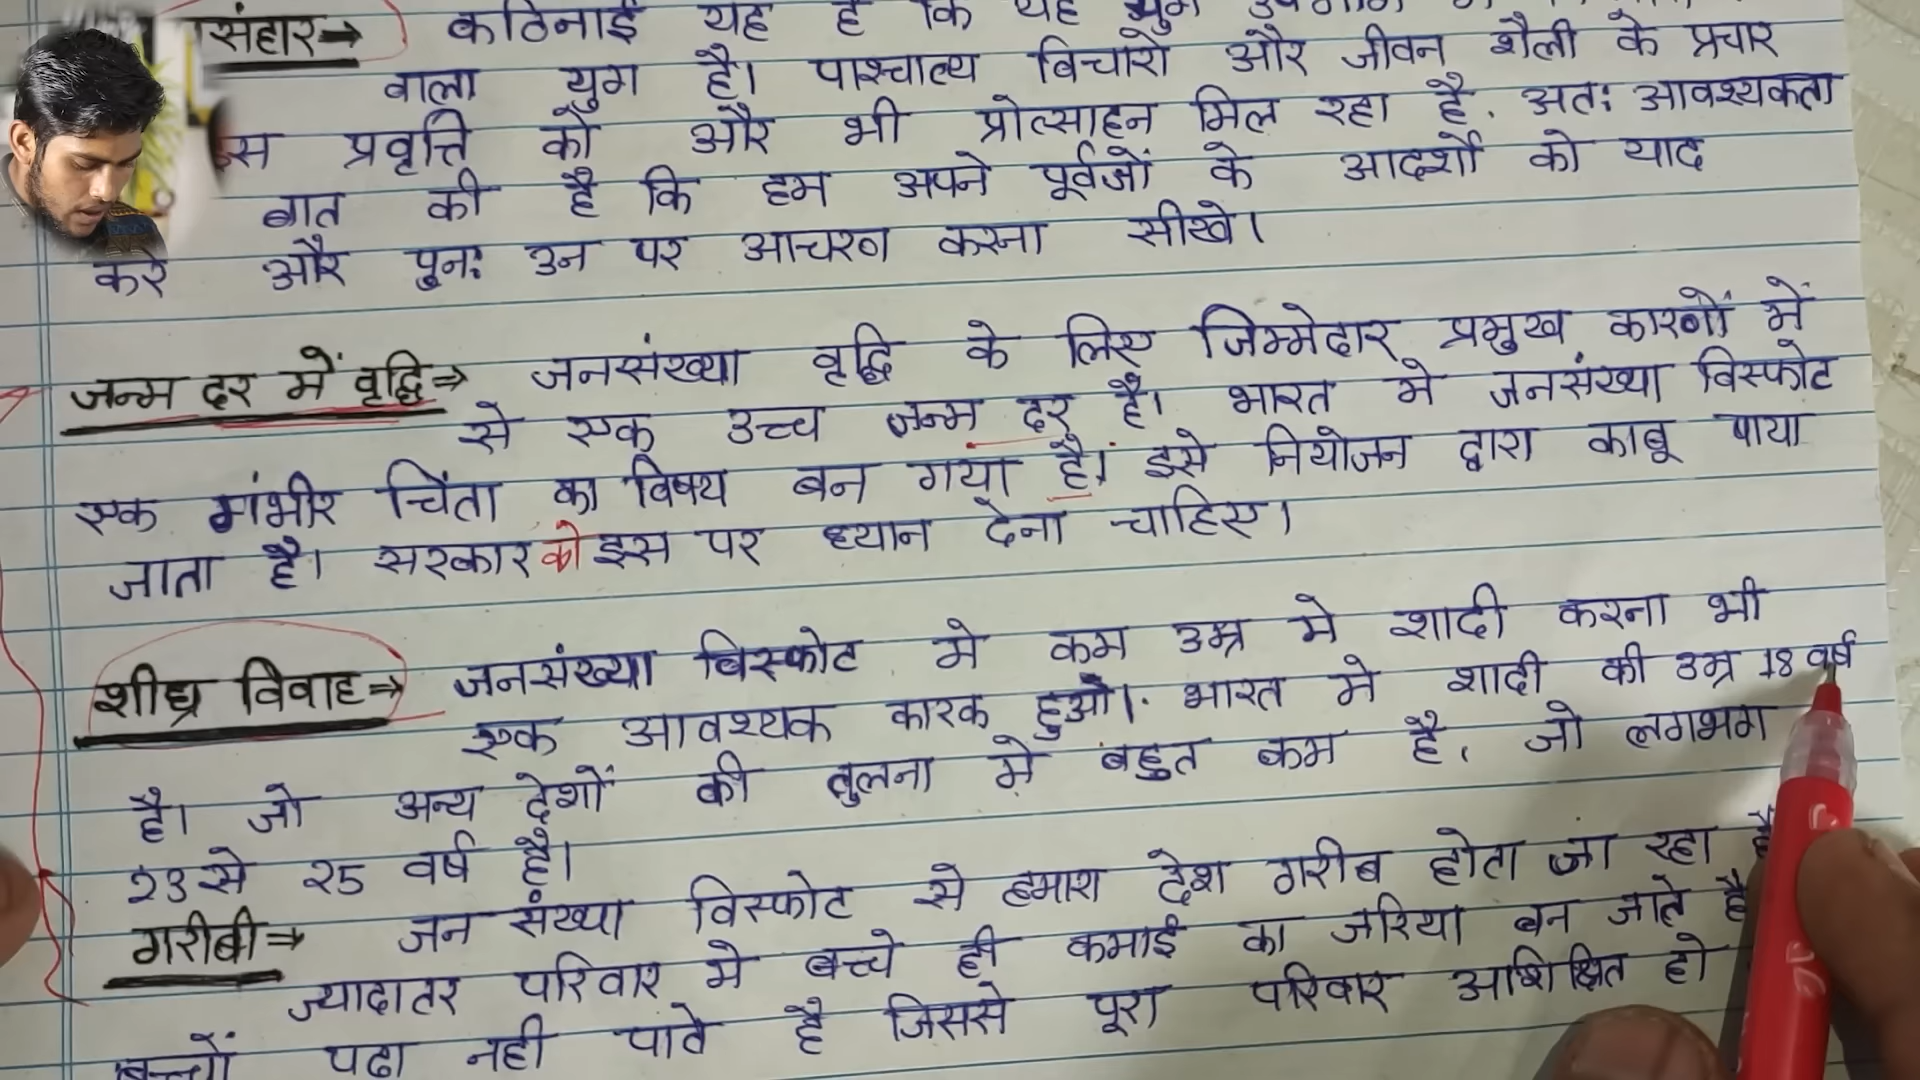 संहार→ कठिनाई यह है कि यह युग
वाला युग है। पाश्चात्य विचारो और जीवन शैली के प्रचार
प्रवृत्ति को और भी प्रोत्साहन मिल रहा है. अतः आवश्यकता
बात की है कि हम अपने पूर्वजों के आदर्शो को याद
करे और पुनः उन पर आचरण करना सीखे।
जन्म दर में वृद्धि⇒ जनसंख्या वृद्धि के लिए जिम्मेदार प्रमुख कारणों में
से एक उच्च जन्म दर है। भारत मे जनसंख्या विस्फोट
एक गंभीर चिंता का विषय बन गया है। इसे नियोजन द्वारा काबू पाया
जाता है। सरकार को इस पर ध्यान देना चाहिए।
शीघ्र विवाह⇒ जनसंख्या विस्फोट मे कम उम्र मे शादी करना भी
एक आवश्यक कारक हुआ। भारत मे शादी की उम्र 18 वर्ष
है। जो अन्य देशों की तुलना मे बहुत कम है। जो लगभग
23 से 25 वर्ष है।
गरीबी⇒ जन संख्या विस्फोट से हमारा देश गरीब होता जा रहा है
ज्यादातर परिवार मे बच्चे ही कमाई का जरिया बन जाते है
बच्चों पढा नही पाते है जिससे पूरा परिवार अशिक्षित हो